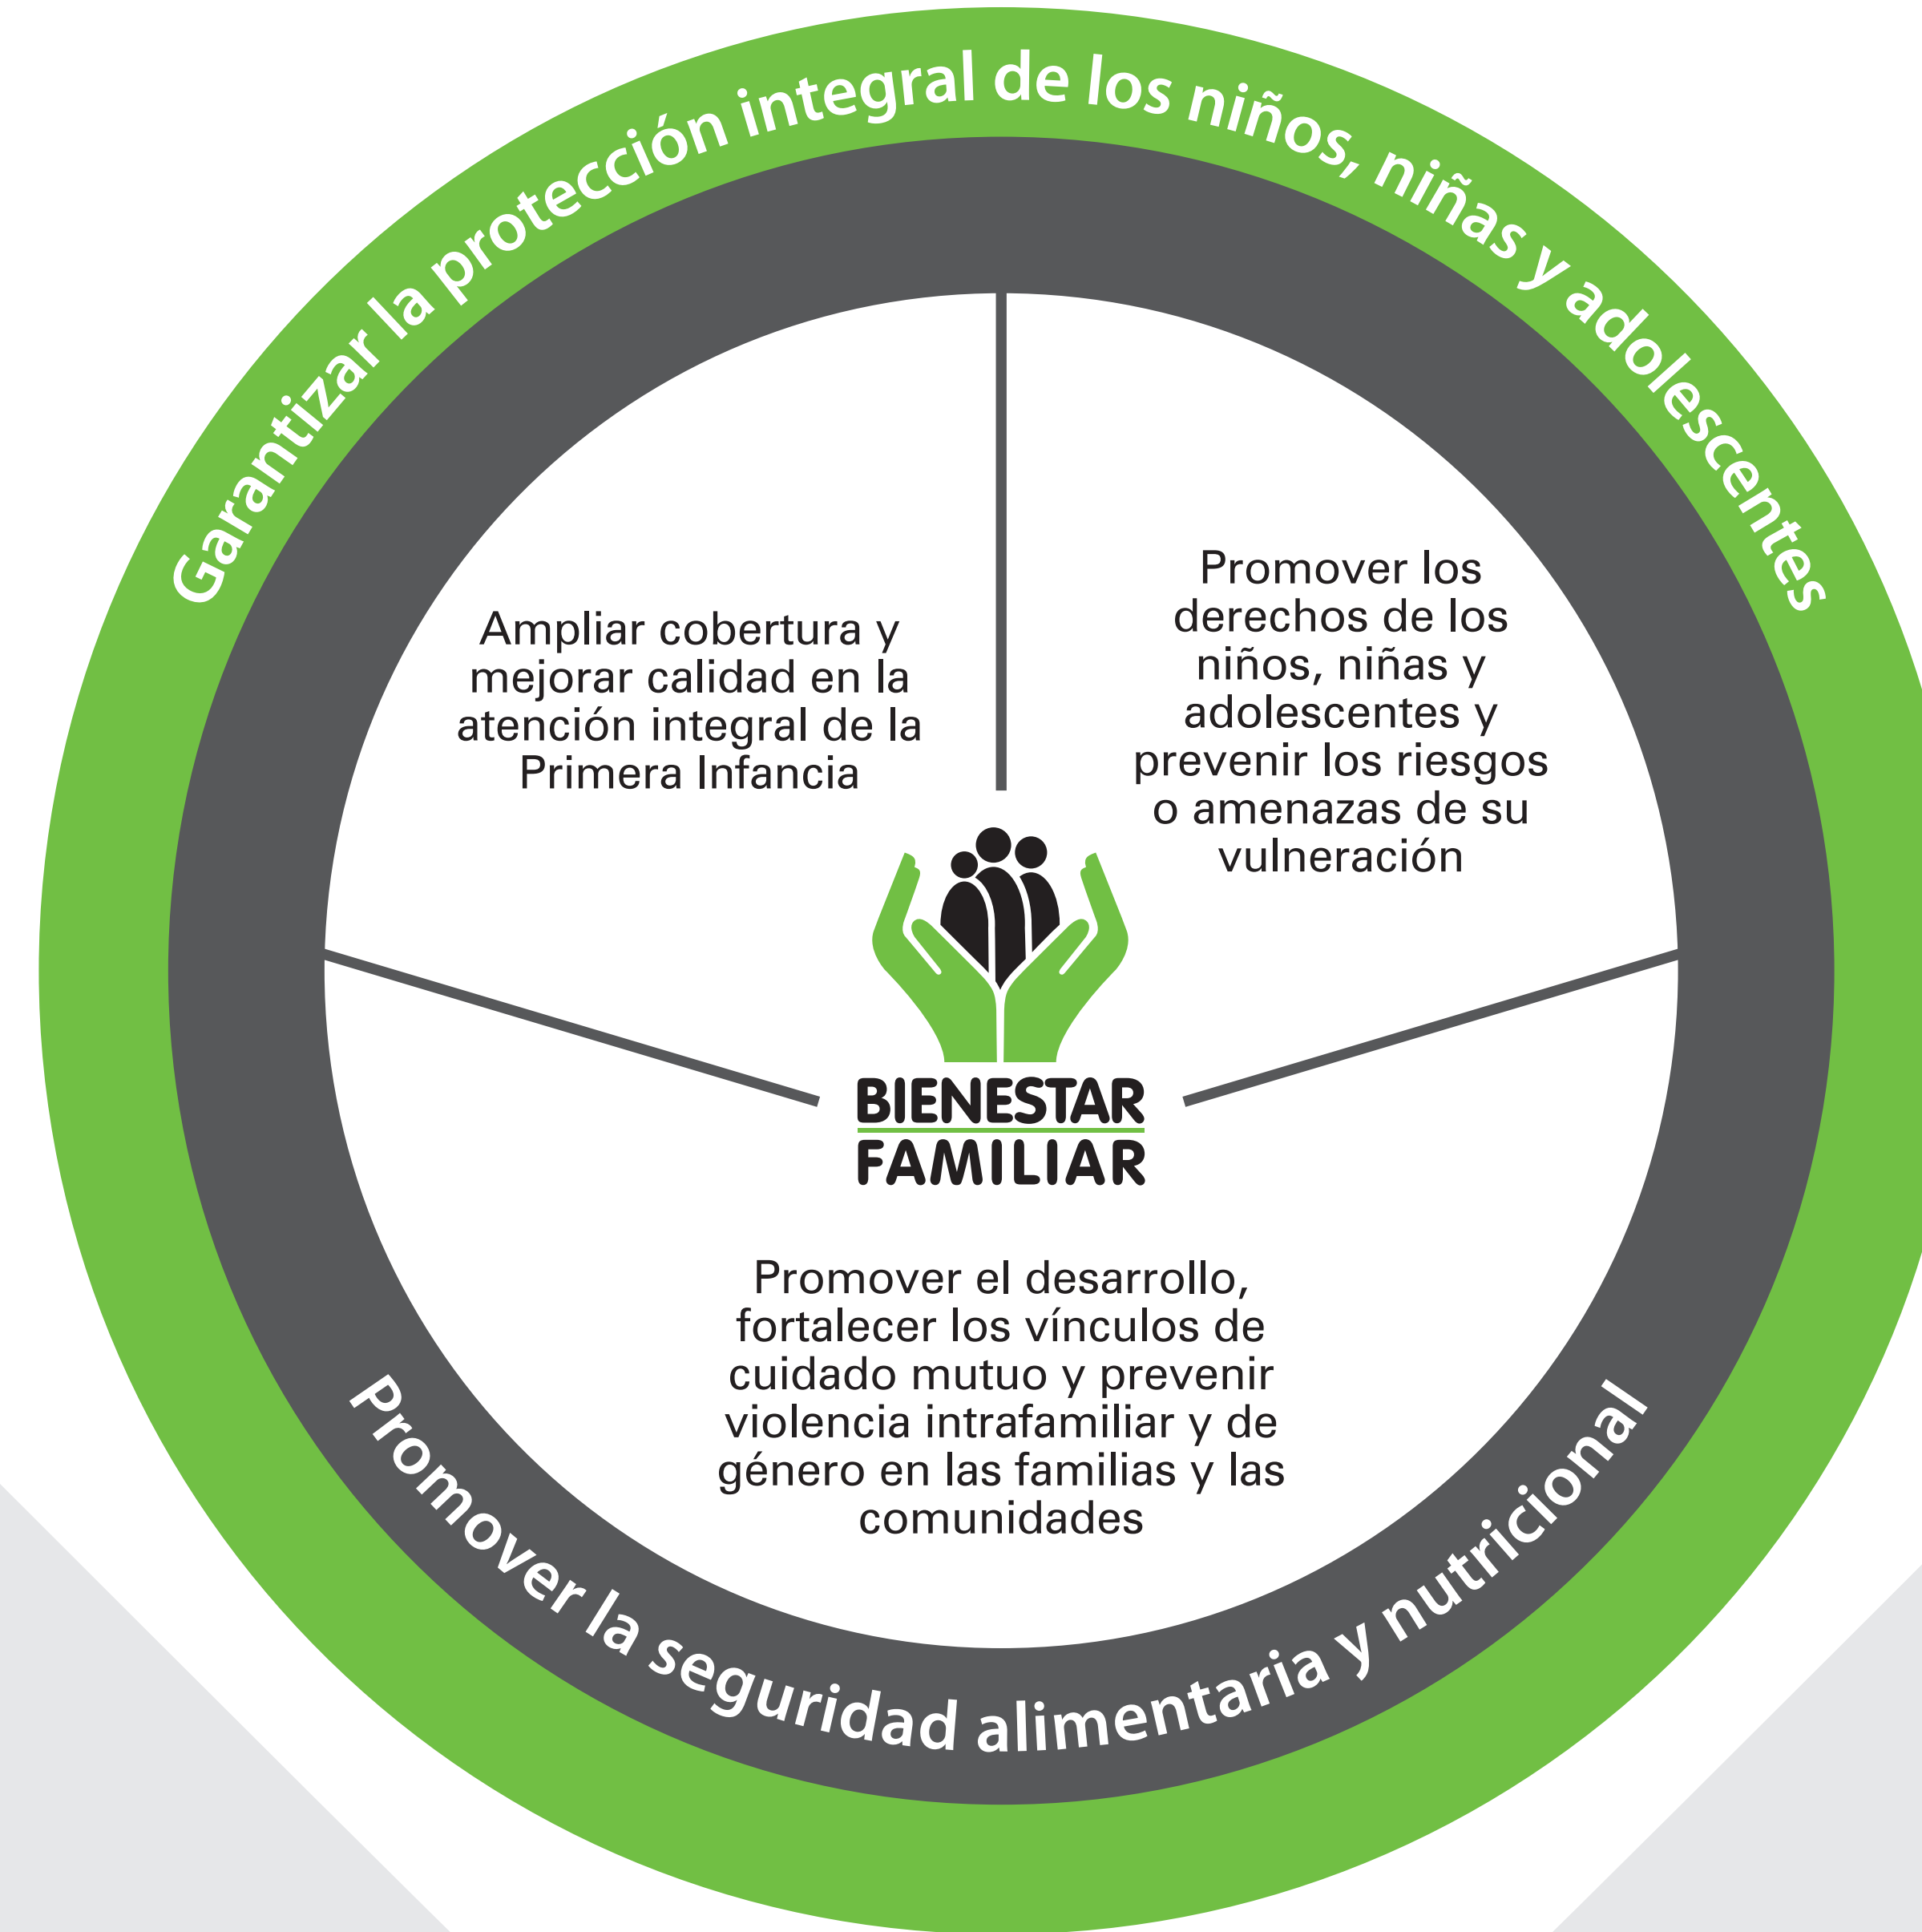 Garantizar la protección integral de los niños, niñas y adolescentes
Ampliar cobertura y
mejorar calidad en la
atención integral de la
Primera Infancia
Promover los
derechos de los
niños, niñas y
adolescentes y
prevenir los riesgos
o amenazas de su
vulneración
BIENESTAR
FAMILIAR
Promover el desarrollo,
fortalecer los vínculos de
cuidado mutuo y prevenir
violencia intrafamiliar y de
género en las familias y las
comunidades
Promover la seguridad alimentaria y nutricional